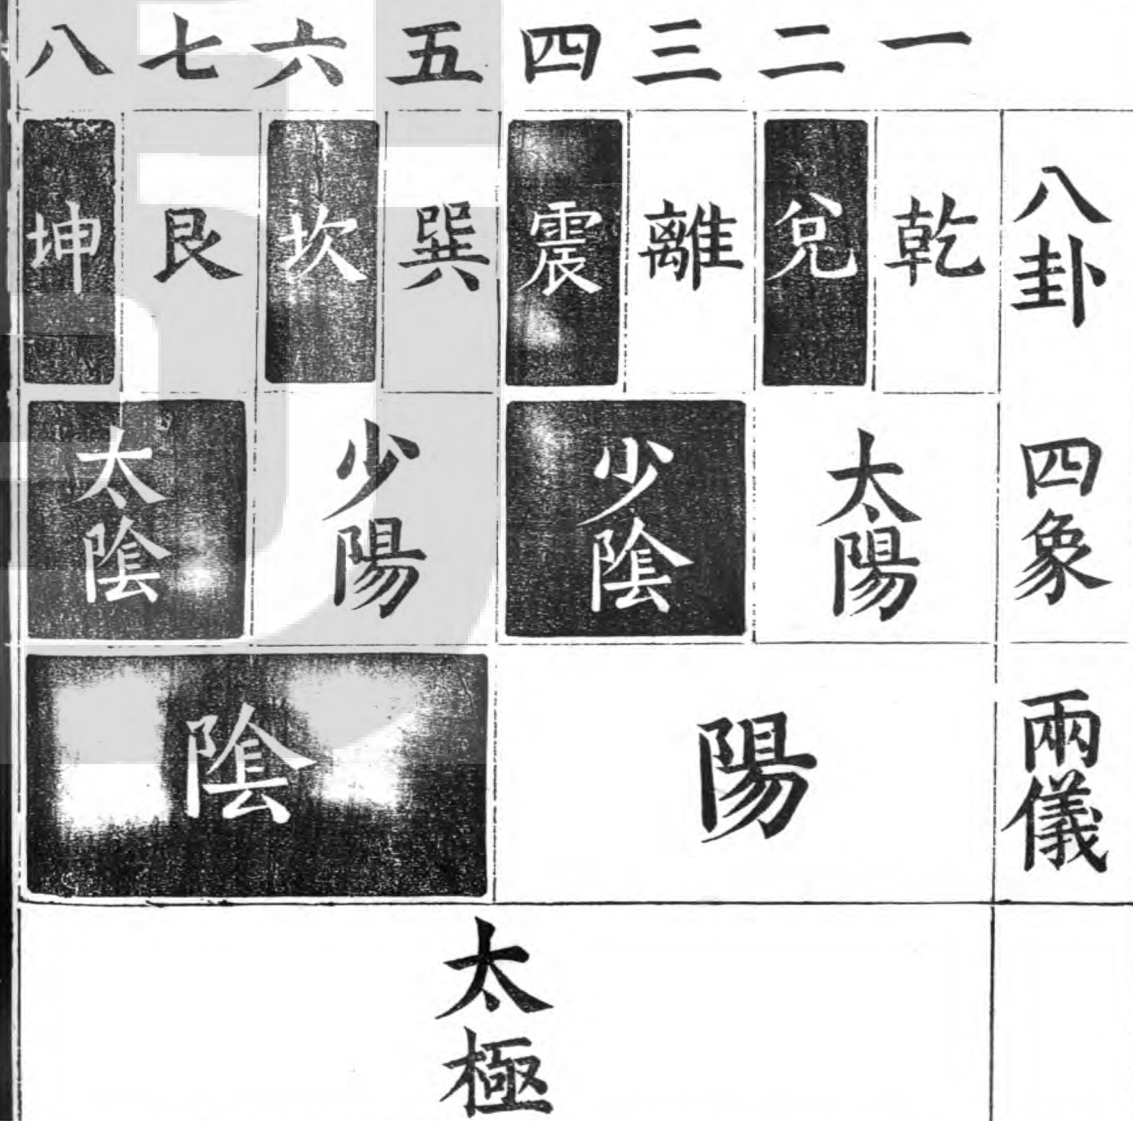 一 二 三 四 五 六 七 八
八卦 乾 兌 離 震 巽 坎 艮 坤
四象 太陽 少陰 少陽 太陰
兩儀 陽 陰
太極